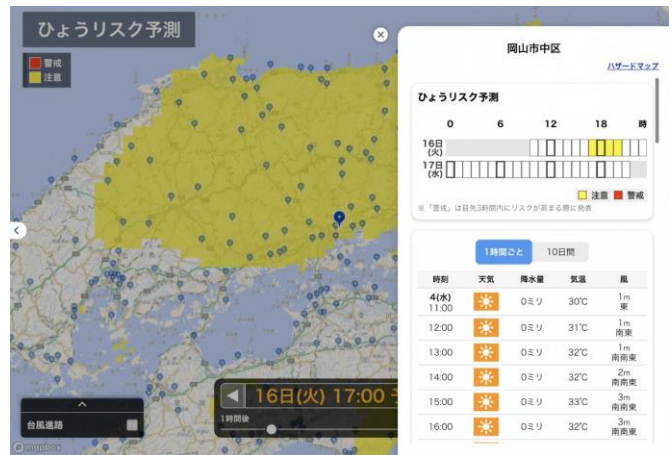 ひょうリスク予測
警戒
注意
16日(火) 17:00
1時間後
台風進路
mapbox
岡山市中区
ハザードマップ
ひょうリスク予測
0 6 12 18 時
16日
(火)
17日
(水)
注意 警戒
※「警戒」は目先3時間内にリスクが高まる際に発表
1時間ごと 10日間
時刻 天気 降水量 気温 風
4(水)
11:00 0ミリ 30℃ 1m
東
12:00 0ミリ 31℃ 1m
南東
13:00 0ミリ 32℃ 1m
南南東
14:00 0ミリ 32℃ 2m
南南東
15:00 0ミリ 33℃ 3m
南南東
16:00 0ミリ 32℃ 3m
南南東